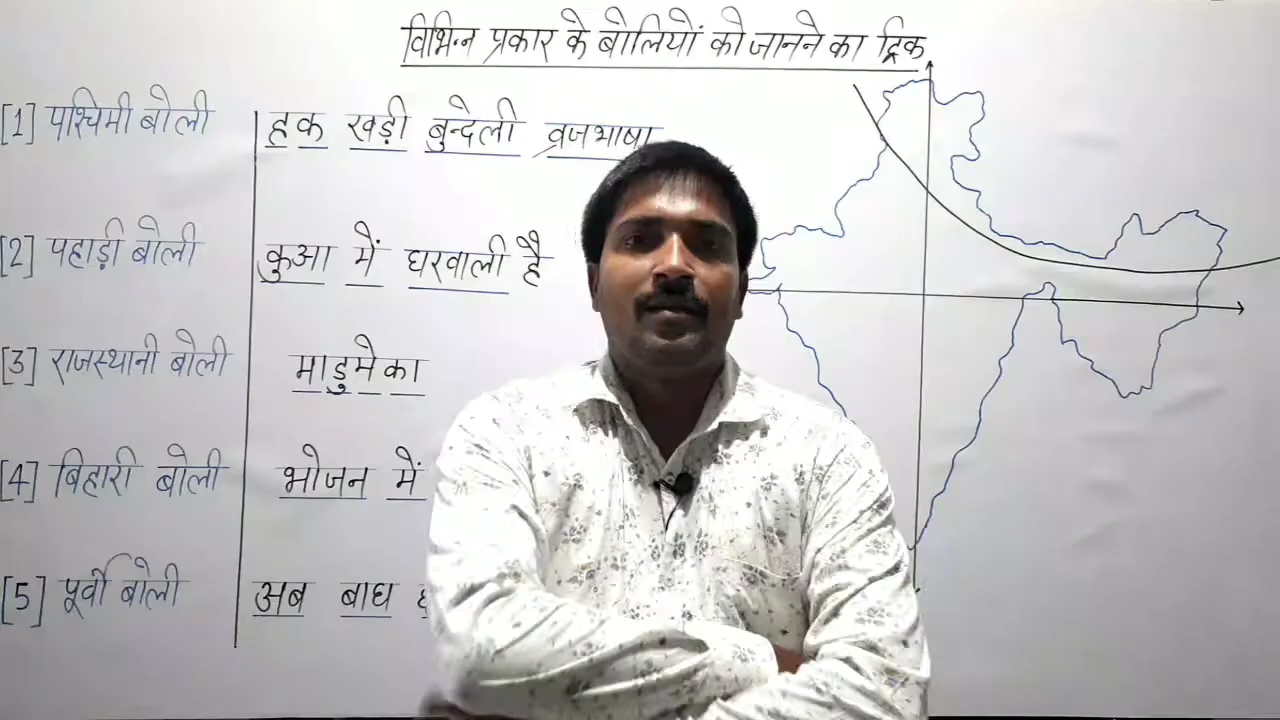 विभिन्न प्रकार के बोलियों को जानने का ट्रिक
[1] पश्चिमी बोली हक खड़ी बुन्देली ब्रजभाषा
[2] पहाड़ी बोली कुआ में घरवाली है
[3] राजस्थानी बोली माडुमेका
[4] बिहारी बोली भोजन में
[5] पूर्वी बोली अब बाघ